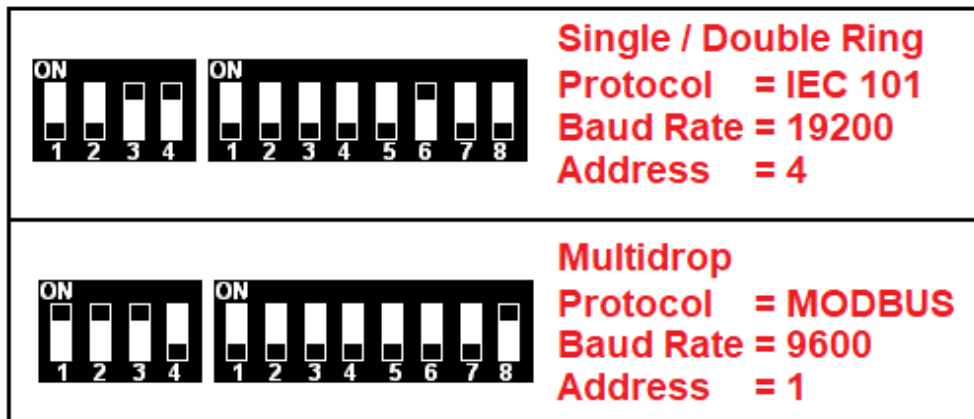 ON
1 2 3 4
ON
1 2 3 4 5 6 7 8
Single / Double Ring
Protocol = IEC 101
Baud Rate = 19200
Address = 4
ON
1 2 3 4
ON
1 2 3 4 5 6 7 8
Multidrop
Protocol = MODBUS
Baud Rate = 9600
Address = 1